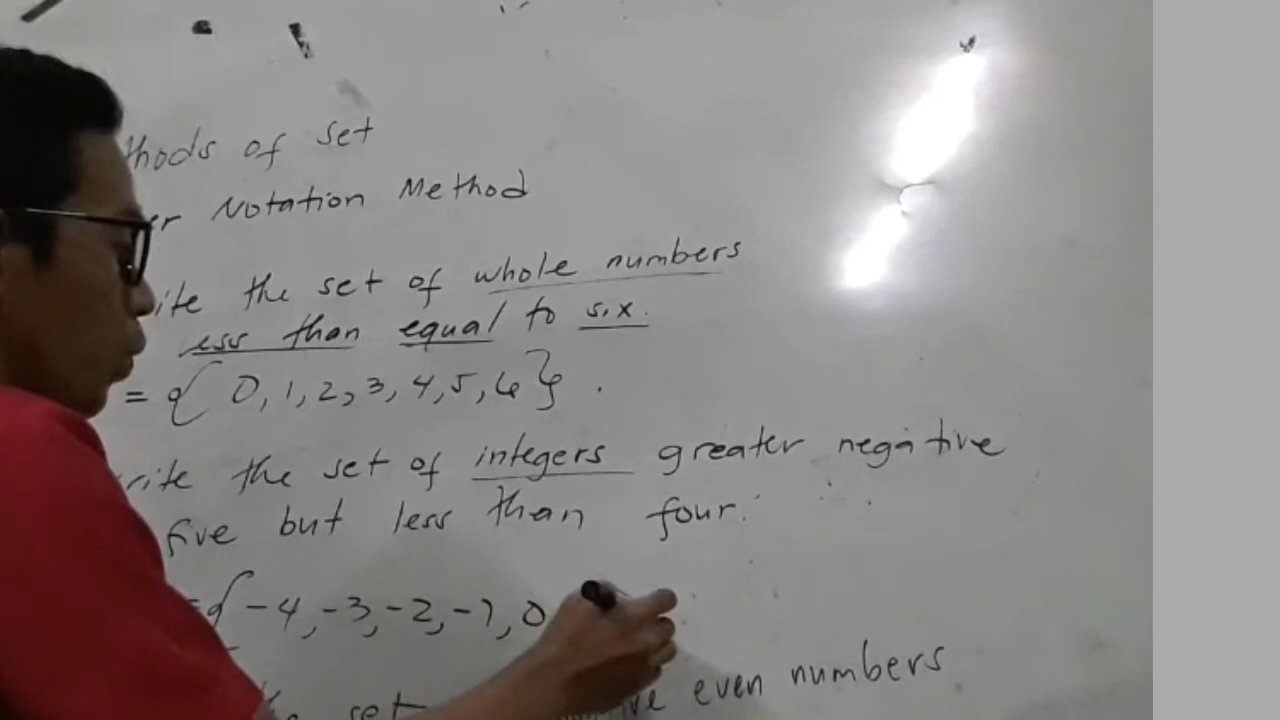 thods of set
er Notation Method
ite the set of whole numbers
ess than equal to six.
= { 0, 1, 2, 3, 4, 5, 6 } .
rite the set of integers greater negative
five but less than four.
= { -4, -3, -2, -1, 0
set ve even numbers